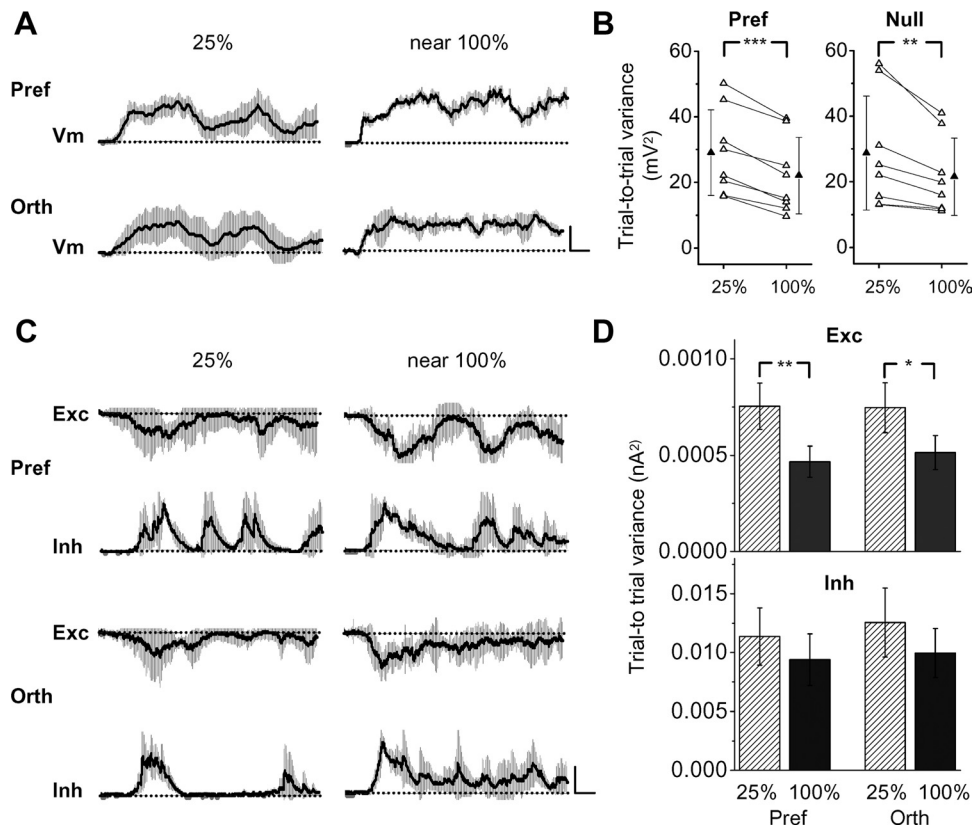 A
25%
near 100%
Pref
Vm
Orth
Vm
B
Pref
Null
Trial-to-trial variance
(mV²)
60
40
20
0
***
25%
100%
60
40
20
0
**
25%
100%
C
25%
near 100%
Exc
Pref
Inh
Exc
Orth
Inh
D
Exc
Trial-to trial variance (nA²)
0.0010
0.0005
0.0000
**
*
Inh
0.015
0.010
0.005
0.000
25% 100% 25% 100%
Pref Orth